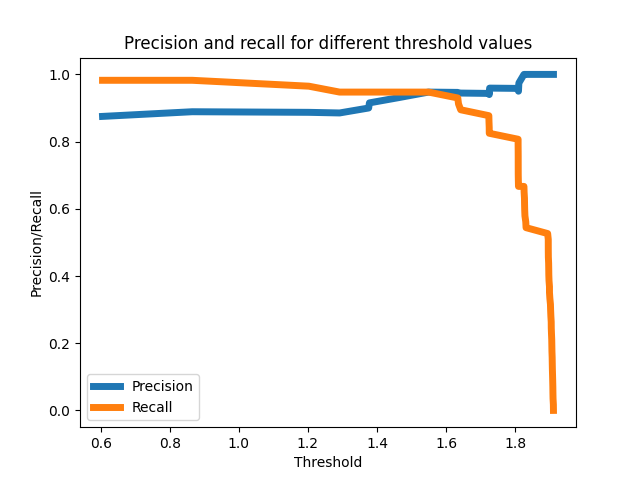 Precision and recall for different threshold values
1.0
0.8
0.6
0.4
0.2
0.0
Precision/Recall
Precision
Recall
0.6 0.8 1.0 1.2 1.4 1.6 1.8
Threshold